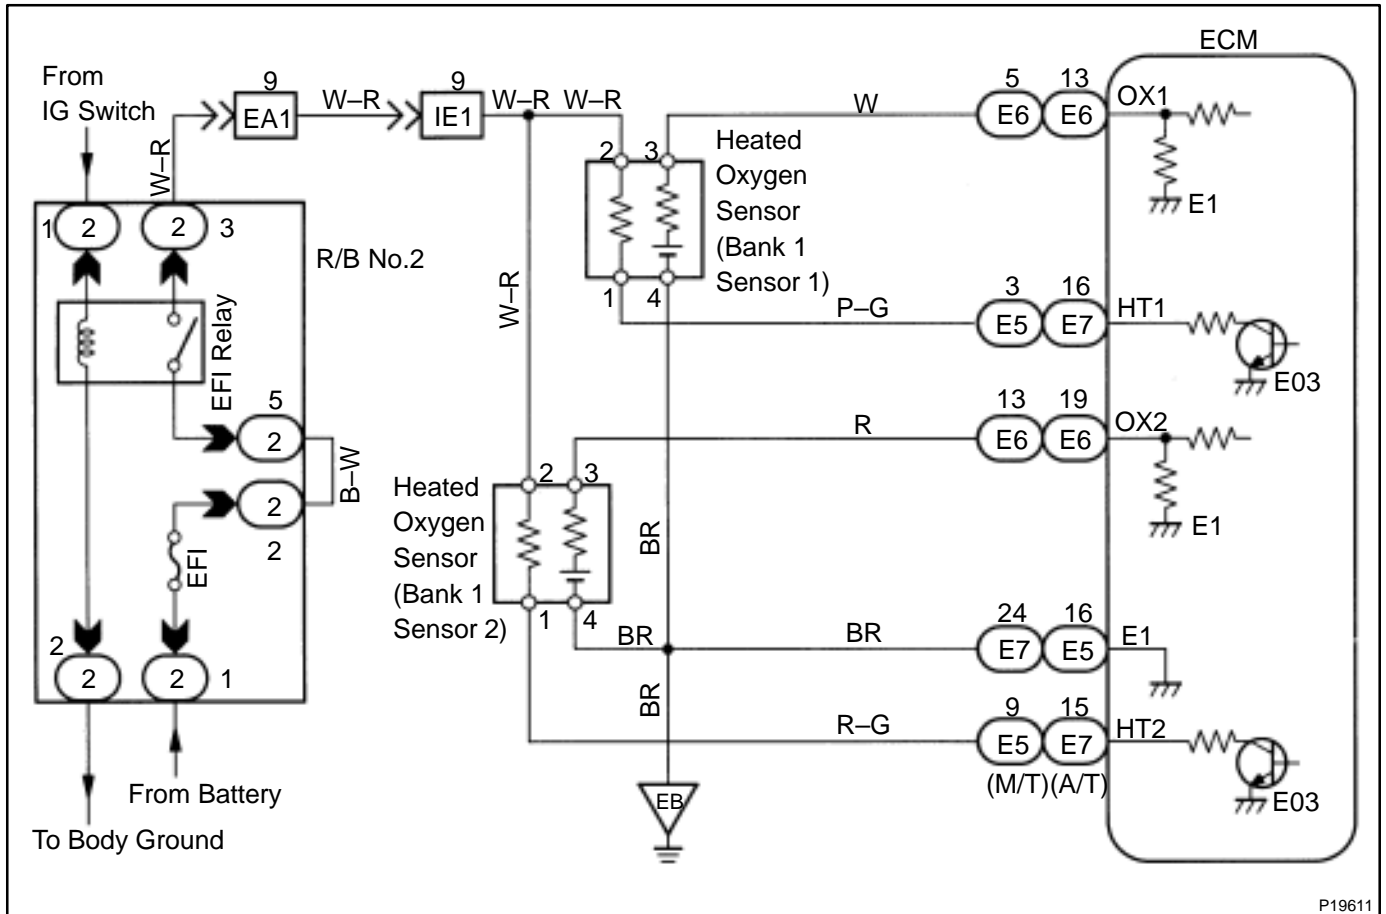 ECM
From
IG Switch
9
EA1
W–R
9
IE1
W–R
W–R
W
5
13
E6
E6
OX1
E1
W–R
2
3
Heated
Oxygen
Sensor
(Bank 1
Sensor 1)
1
4
1
2
2
3
R/B No.2
W–R
P–G
3
16
E5
E7
HT1
E03
EFI Relay
5
2
B–W
2
2
R
13
19
E6
E6
OX2
E1
Heated
Oxygen
Sensor
(Bank 1
Sensor 2)
2
3
1
4
BR
EFI
2
2
2
1
BR
BR
24
16
E7
E5
E1
BR
R–G
9
15
E5
E7
HT2
(M/T)
(A/T)
E03
From Battery
To Body Ground
EB
P19611